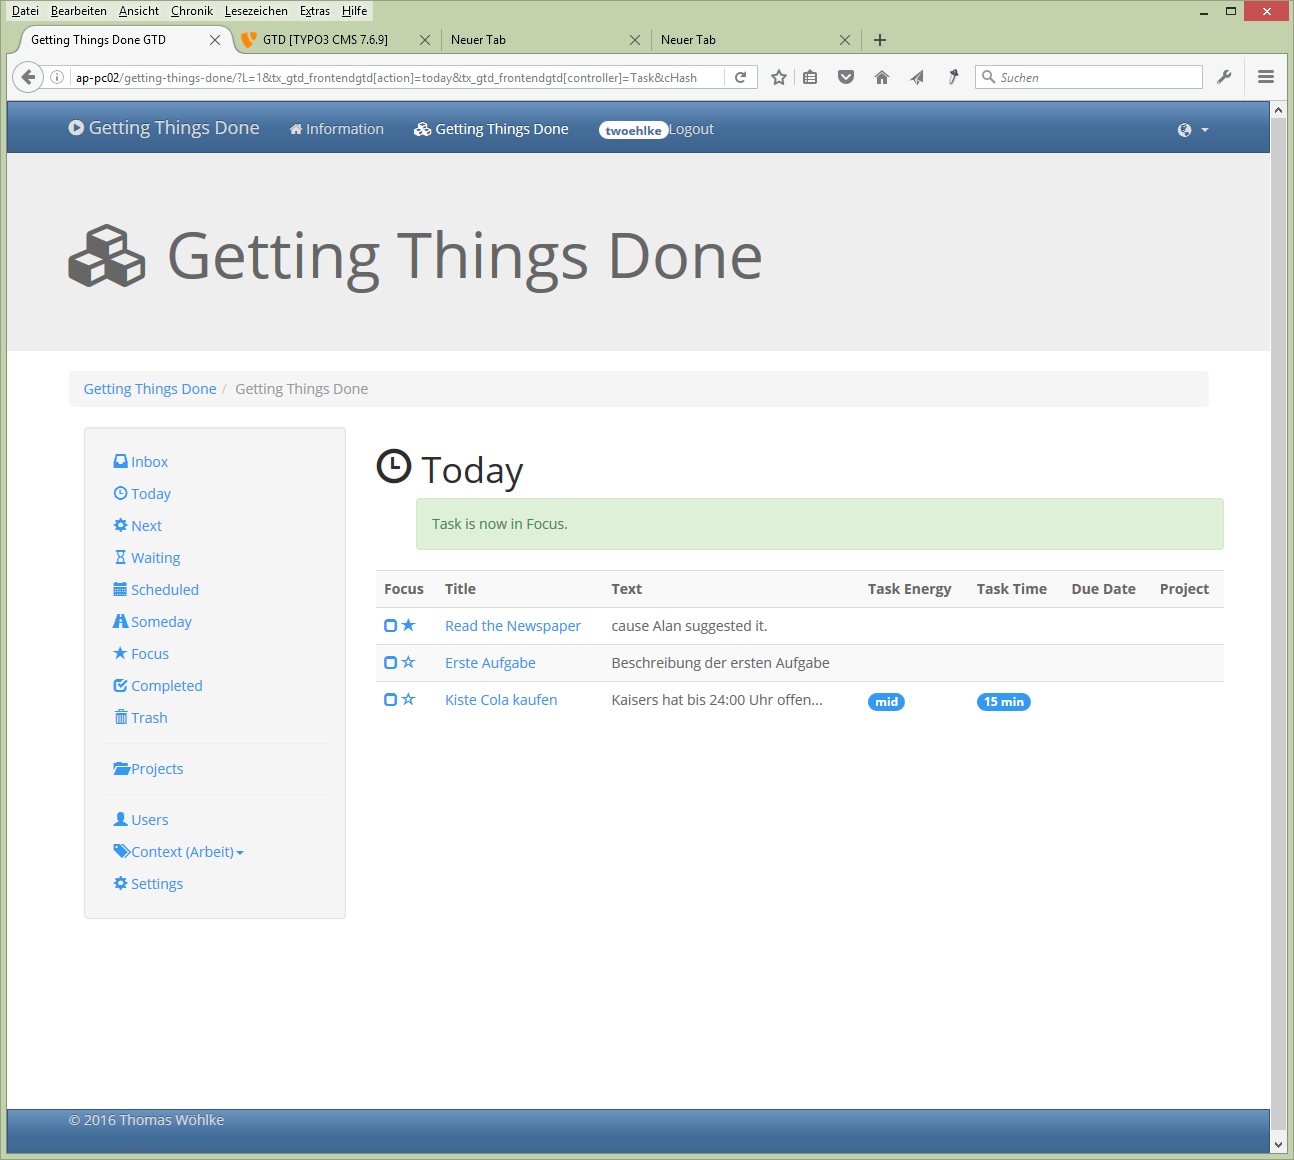 Datei Bearbeiten Ansicht Chronik Lesezeichen Extras Hilfe
Getting Things Done GTD
GTD [TYPO3 CMS 7.6.9]
Neuer Tab
Neuer Tab
ap-pc02/getting-things-done/?L=1&tx_gtd_frontendgtd[action]=today&tx_gtd_frontendgtd[controller]=Task&cHash
Suchen
Getting Things Done
Information
Getting Things Done
twoehlke Logout
Getting Things Done
Getting Things Done / Getting Things Done
Inbox
Today
Next
Waiting
Scheduled
Someday
Focus
Completed
Trash
Projects
Users
Context (Arbeit)
Settings
Today
Task is now in Focus.
Focus Title Text Task Energy Task Time Due Date Project
Read the Newspaper cause Alan suggested it.
Erste Aufgabe Beschreibung der ersten Aufgabe
Kiste Cola kaufen Kaisers hat bis 24:00 Uhr offen... mid 15 min
© 2016 Thomas Wöhlke